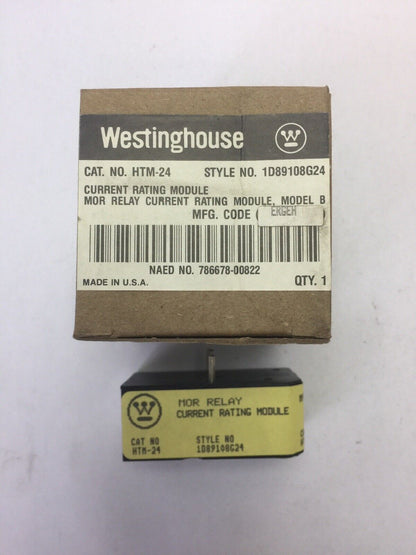 Westinghouse W
CAT. NO. HTM-24 STYLE NO. 1D89108G24
CURRENT RATING MODULE
MOR RELAY CURRENT RATING MODULE, MODEL B
MFG. CODE ( EKGEH )
NAED NO. 786678-00822
MADE IN U.S.A. QTY. 1
W MOR RELAY
CURRENT RATING MODULE
CAT NO STYLE NO
HTM-24 1D89108G24